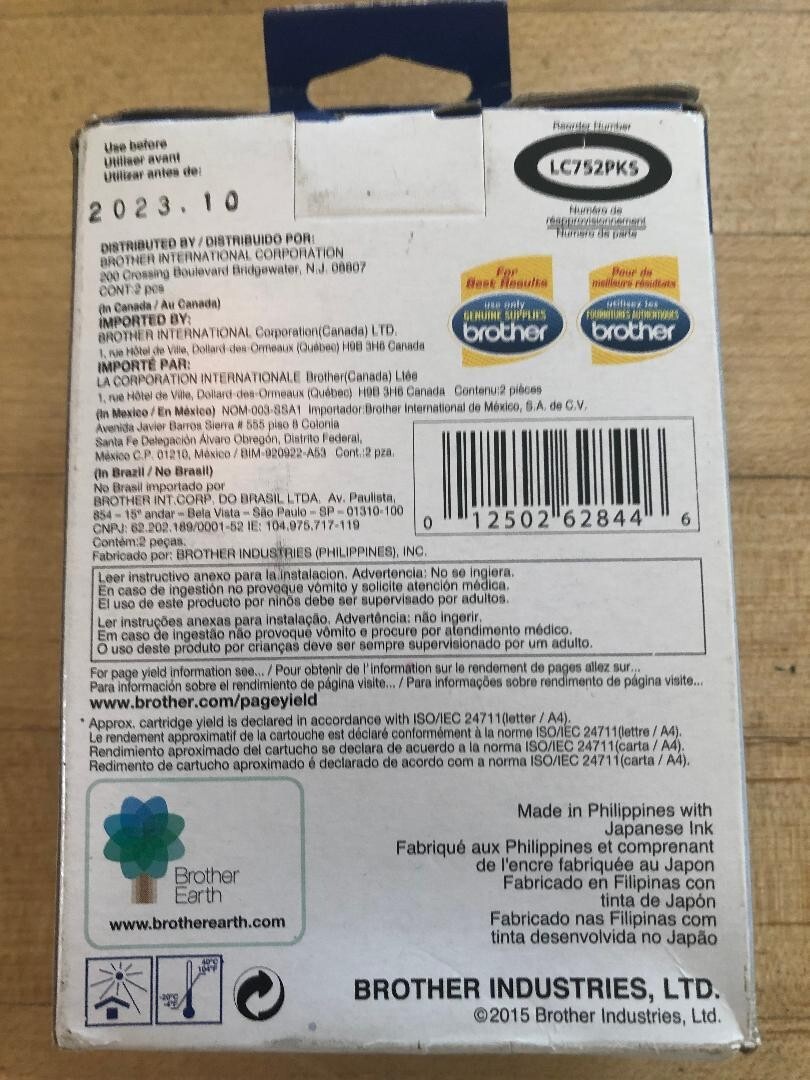 Use before
Utiliser avant
Utilizar antes de:
2023.10
Reorder Number
LC752PKS
Numéro de
réapprovisionnement
Numero de parte
DISTRIBUTED BY / DISTRIBUIDO POR:
BROTHER INTERNATIONAL CORPORATION
200 Crossing Boulevard Bridgewater, N.J. 08807
CONT:2 pcs
(In Canada / Au Canada)
IMPORTED BY:
BROTHER INTERNATIONAL Corporation(Canada) LTD.
1, rue Hôtel de Ville, Dollard-des-Ormeaux (Québec) H9B 3H6 Canada
IMPORTÉ PAR:
LA CORPORATION INTERNATIONALE Brother(Canada) Ltée
1, rue Hôtel de Ville, Dollard-des-Ormeaux (Québec) H9B 3H6 Canada Contenu:2 pièces
For
Best Results
use only
GENUINE SUPPLIES
brother
Pour de
meilleurs résultats
utilisez les
FOURNITURES AUTHENTIQUES
brother
(In Mexico / En México) NOM-003-SSA1 Importador:Brother International de México, S.A. de C.V.
Avenida Javier Barros Sierra # 555 piso 8 Colonia
Santa Fe Delegación Álvaro Obregón, Distrito Federal,
México C.P. 01210, México / BIM-920922-A53 Cont.:2 pza.
(In Brazil / No Brasil)
No Brasil importado por
BROTHER INT.CORP. DO BRASIL LTDA. Av. Paulista,
854 – 15° andar – Bela Vista – São Paulo – SP – 01310-100
CNPJ: 62.202.189/0001-52 IE: 104.975.717-119
Contém:2 peças.
Fabricado por: BROTHER INDUSTRIES (PHILIPPINES), INC.
0 12502 62844 6
Leer instructivo anexo para la instalacion. Advertencia: No se ingiera.
En caso de ingestión no provoque vómito y solicite atención médica.
El uso de este producto por ninõs debe ser supervisado por adultos.
Ler instruções anexas para instalação. Advertência: não ingerir.
Em caso de ingestão não provoque vômito e procure por atendimento médico.
O uso deste produto por crianças deve ser sempre supervisionado por um adulto.
For page yield information see... / Pour obtenir de l'information sur le rendement de pages allez sur...
Para información sobre el rendimiento de página visite... / Para informações sobre rendimento de página visite...
www.brother.com/pageyield
* Approx. cartridge yield is declared in accordance with ISO/IEC 24711(letter / A4).
Le rendement approximatif de la cartouche est déclaré conformément à la norme ISO/IEC 24711(lettre / A4).
Rendimiento aproximado del cartucho se declara de acuerdo a la norma ISO/IEC 24711(carta / A4).
Redimento de cartucho aproximado é declarado de acordo com a norma ISO/IEC 24711(carta / A4).
Brother
Earth
www.brotherearth.com
Made in Philippines with
Japanese Ink
Fabriqué aux Philippines et comprenant
de l'encre fabriquée au Japon
Fabricado en Filipinas con
tinta de Japón
Fabricado nas Filipinas com
tinta desenvolvida no Japão
40°C
104°F
-20°C
-4°F
BROTHER INDUSTRIES, LTD.
©2015 Brother Industries, Ltd.